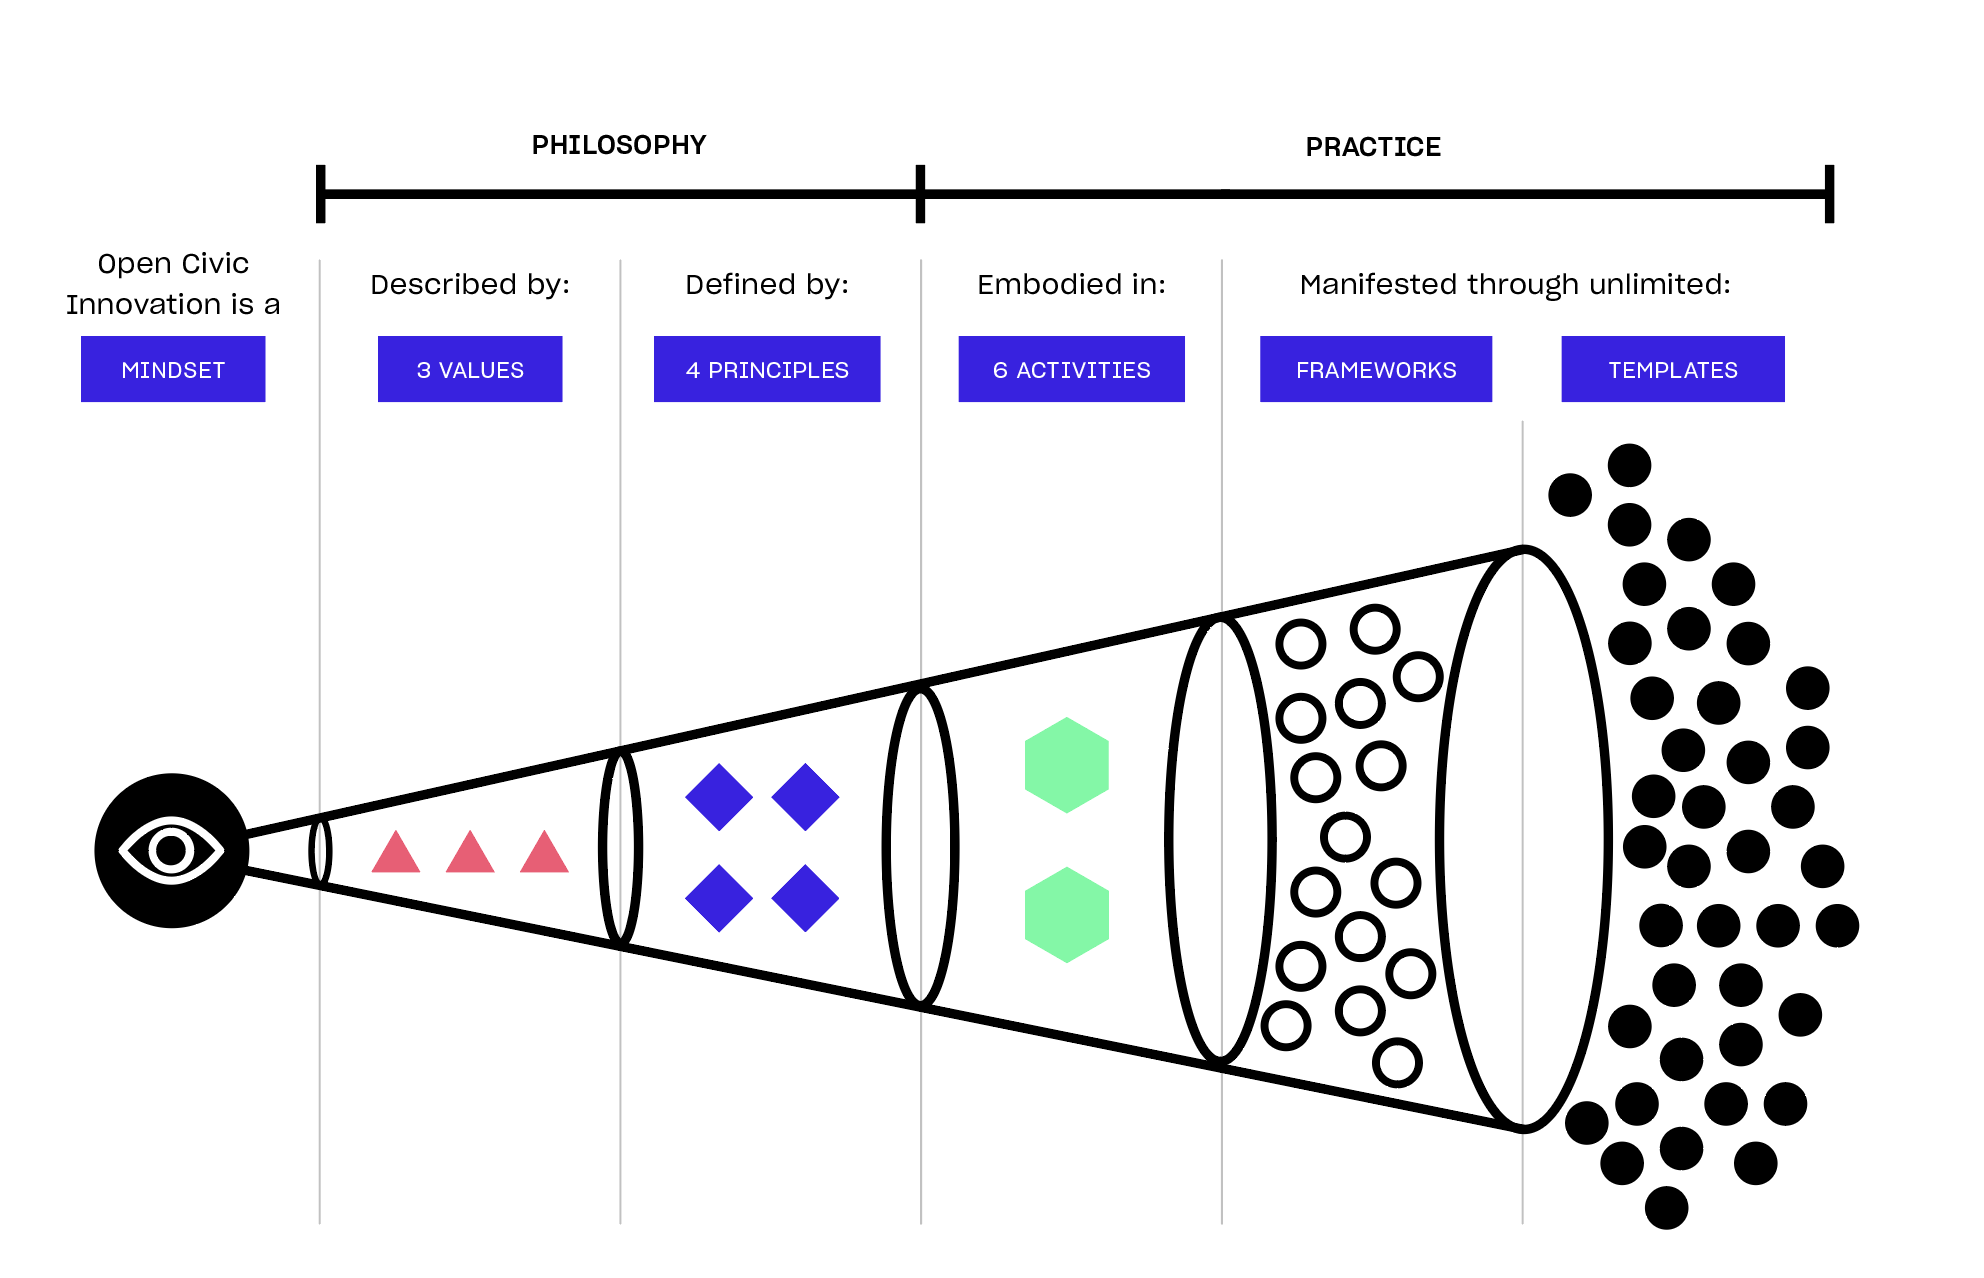 PHILOSOPHY
PRACTICE
Open Civic
Innovation is a
MINDSET
Described by:
3 VALUES
Defined by:
4 PRINCIPLES
Embodied in:
6 ACTIVITIES
Manifested through unlimited:
FRAMEWORKS
TEMPLATES